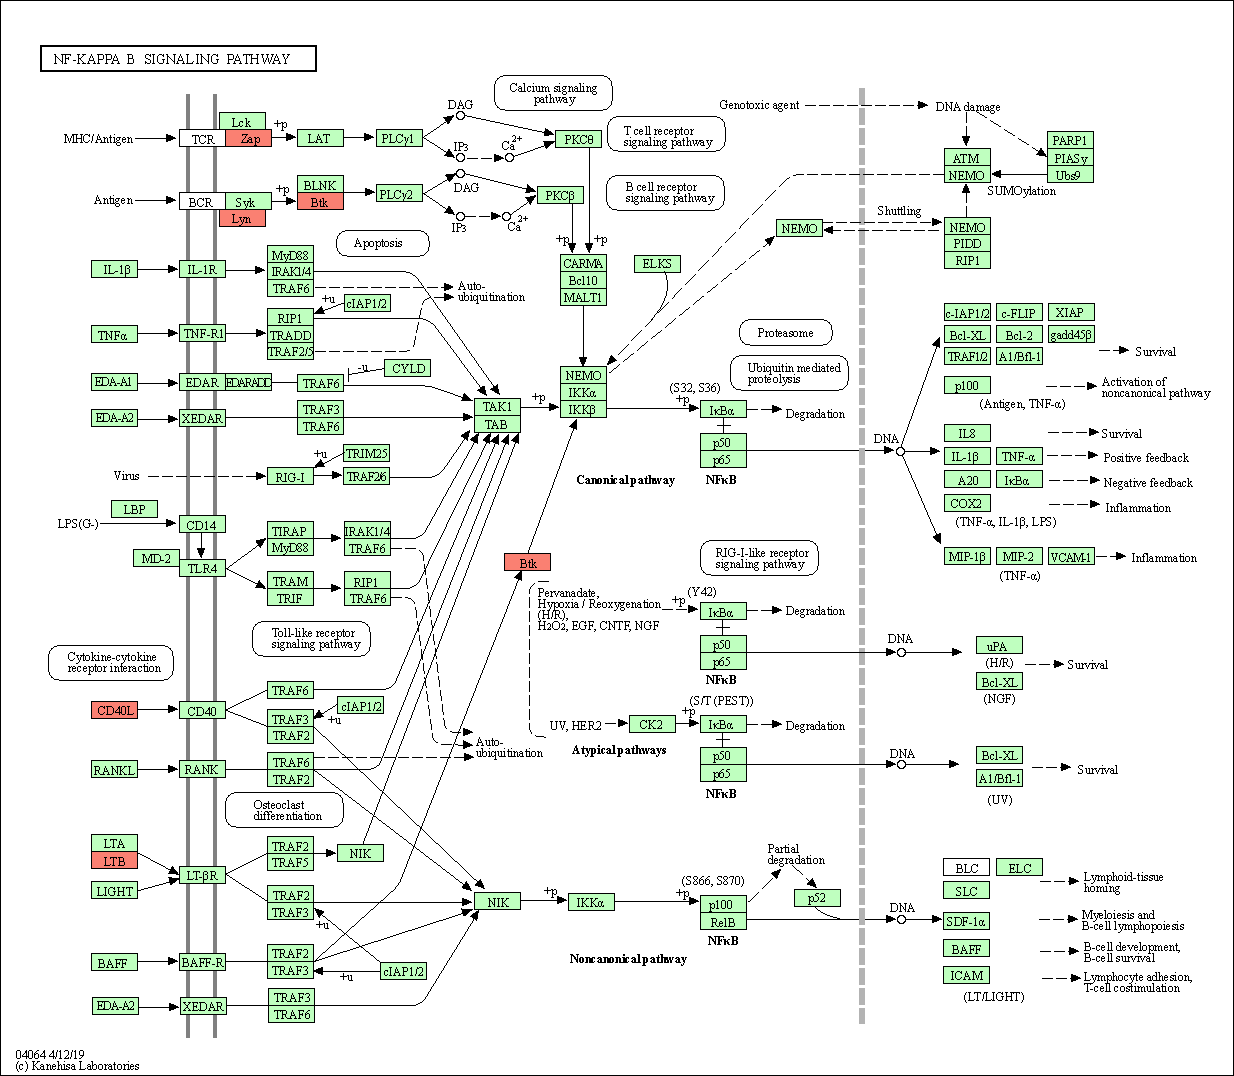 NF-KAPPA B SIGNALING PATHWAY
Calcium signaling
pathway
T cell receptor
signaling pathway
B cell receptor
signaling pathway
MHC/Antigen
TCR
Lck
Zap
+p
LAT
PLCγ1
DAG
IP3
Ca2+
PKCθ
Antigen
BCR
Syk
Lyn
+p
BLNK
Btk
PLCγ2
DAG
IP3
Ca2+
PKCβ
+p
+p
Genotoxic agent
DNA damage
ATM
NEMO
PARP1
PIASy
Ubs9
SUMOylation
Shuttling
NEMO
NEMO
PIDD
RIP1
Apoptosis
IL-1β
IL-1R
MyD88
IRAK1/4
TRAF6
Auto-
ubiquitination
CARMA
Bcl10
MALT1
ELKS
TNFα
TNF-R1
RIP1
TRADD
TRAF2/5
+u
cIAP1/2
Proteasome
Ubiquitin mediated
proteolysis
EDA-A1
EDAR
EDARADD
TRAF6
-u
CYLD
EDA-A2
XEDAR
TRAF3
TRAF6
TAK1
TAB
+p
NEMO
IKKα
IKKβ
(S32, S36)
+p
IκBα
Degradation
p50
p65
NFκB
Canonical pathway
DNA
c-IAP1/2
c-FLIP
XIAP
Bcl-XL
Bcl-2
gadd45β
TRAF1/2
A1/Bfl-1
Survival
p100
Activation of
noncanonical pathway
(Antigen, TNF-α)
IL8
Survival
IL-1β
TNF-α
Positive feedback
A20
IκBα
Negative feedback
COX2
Inflammation
(TNF-α, IL-1β, LPS)
MIP-1β
MIP-2
VCAM-1
Inflammation
(TNF-α)
Virus
RIG-I
+u
TRIM25
TRAF2/6
LPS(G-)
LBP
CD14
MD-2
TLR4
TIRAP
MyD88
IRAK1/4
TRAF6
TRAM
TRIF
RIP1
TRAF6
Toll-like receptor
signaling pathway
Btk
RIG-I-like receptor
signaling pathway
Pervanadate,
Hypoxia / Reoxygenation
(H/R),
H2O2, EGF, CNTF, NGF
+p
(Y42)
IκBα
Degradation
p50
p65
NFκB
DNA
uPA
(H/R)
Bcl-XL
(NGF)
Survival
Cytokine-cytokine
receptor interaction
CD40L
CD40
TRAF6
TRAF3
TRAF2
+u
cIAP1/2
Auto-
ubiquitination
RANKL
RANK
TRAF6
TRAF2
UV, HER2
CK2
+p
(S/T (PEST))
IκBα
Degradation
p50
p65
NFκB
Atypical pathways
DNA
Bcl-XL
A1/Bfl-1
(UV)
Survival
Osteoclast
differentiation
LTA
LTB
LIGHT
LT-βR
TRAF2
TRAF5
NIK
TRAF2
TRAF3
+u
NIK
+p
IKKα
+p
(S866, S870)
p100
RelB
NFκB
Partial
degradation
p52
DNA
Noncanonical pathway
BLC
ELC
SLC
Lymphoid-tissue
homing
SDF-1α
Myeloiesis and
B-cell lymphopoiesis
BAFF
B-cell development,
B-cell survival
ICAM
Lymphocyte adhesion,
T-cell costimulation
(LT/LIGHT)
BAFF
BAFF-R
TRAF2
TRAF3
+u
cIAP1/2
EDA-A2
XEDAR
TRAF3
TRAF6
04064 4/12/19
(c) Kanehisa Laboratories